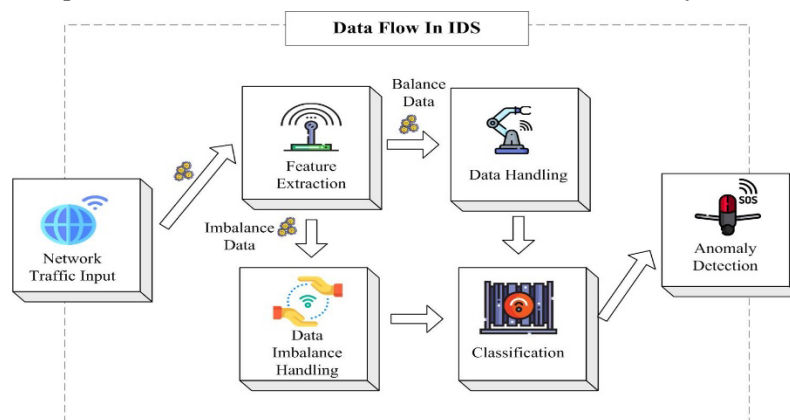 Data Flow In IDS
Balance
Data
Feature
Extraction
Data Handling
Network
Traffic Input
Imbalance
Data
SOS
Anomaly
Detection
Data
Imbalance
Handling
Classification